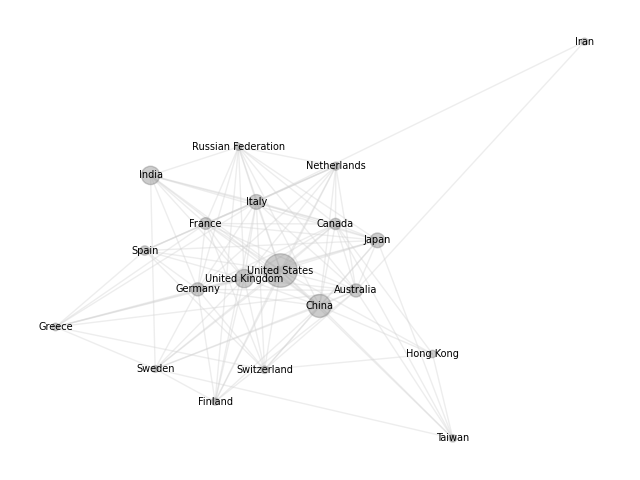 Iran
Russian Federation
Netherlands
India
Italy
France
Canada
Japan
Spain
United States
United Kingdom
Germany
Australia
China
Greece
Hong Kong
Sweden
Switzerland
Finland
Taiwan